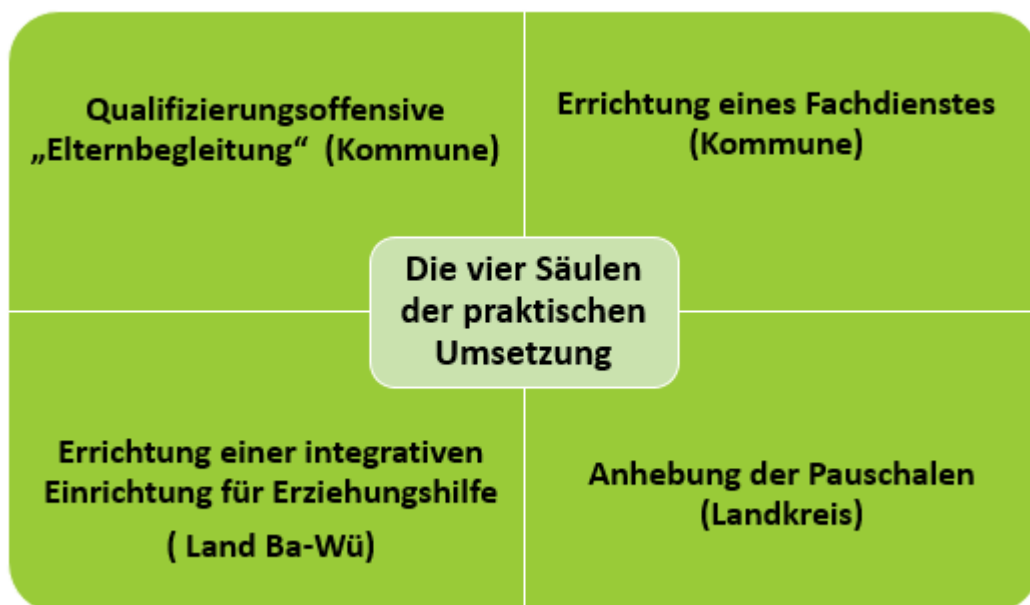 Qualifizierungsoffensive
„Elternbegleitung“ (Kommune)
Errichtung eines Fachdienstes
(Kommune)
Die vier Säulen
der praktischen
Umsetzung
Errichtung einer integrativen
Einrichtung für Erziehungshilfe
( Land Ba-Wü)
Anhebung der Pauschalen
(Landkreis)